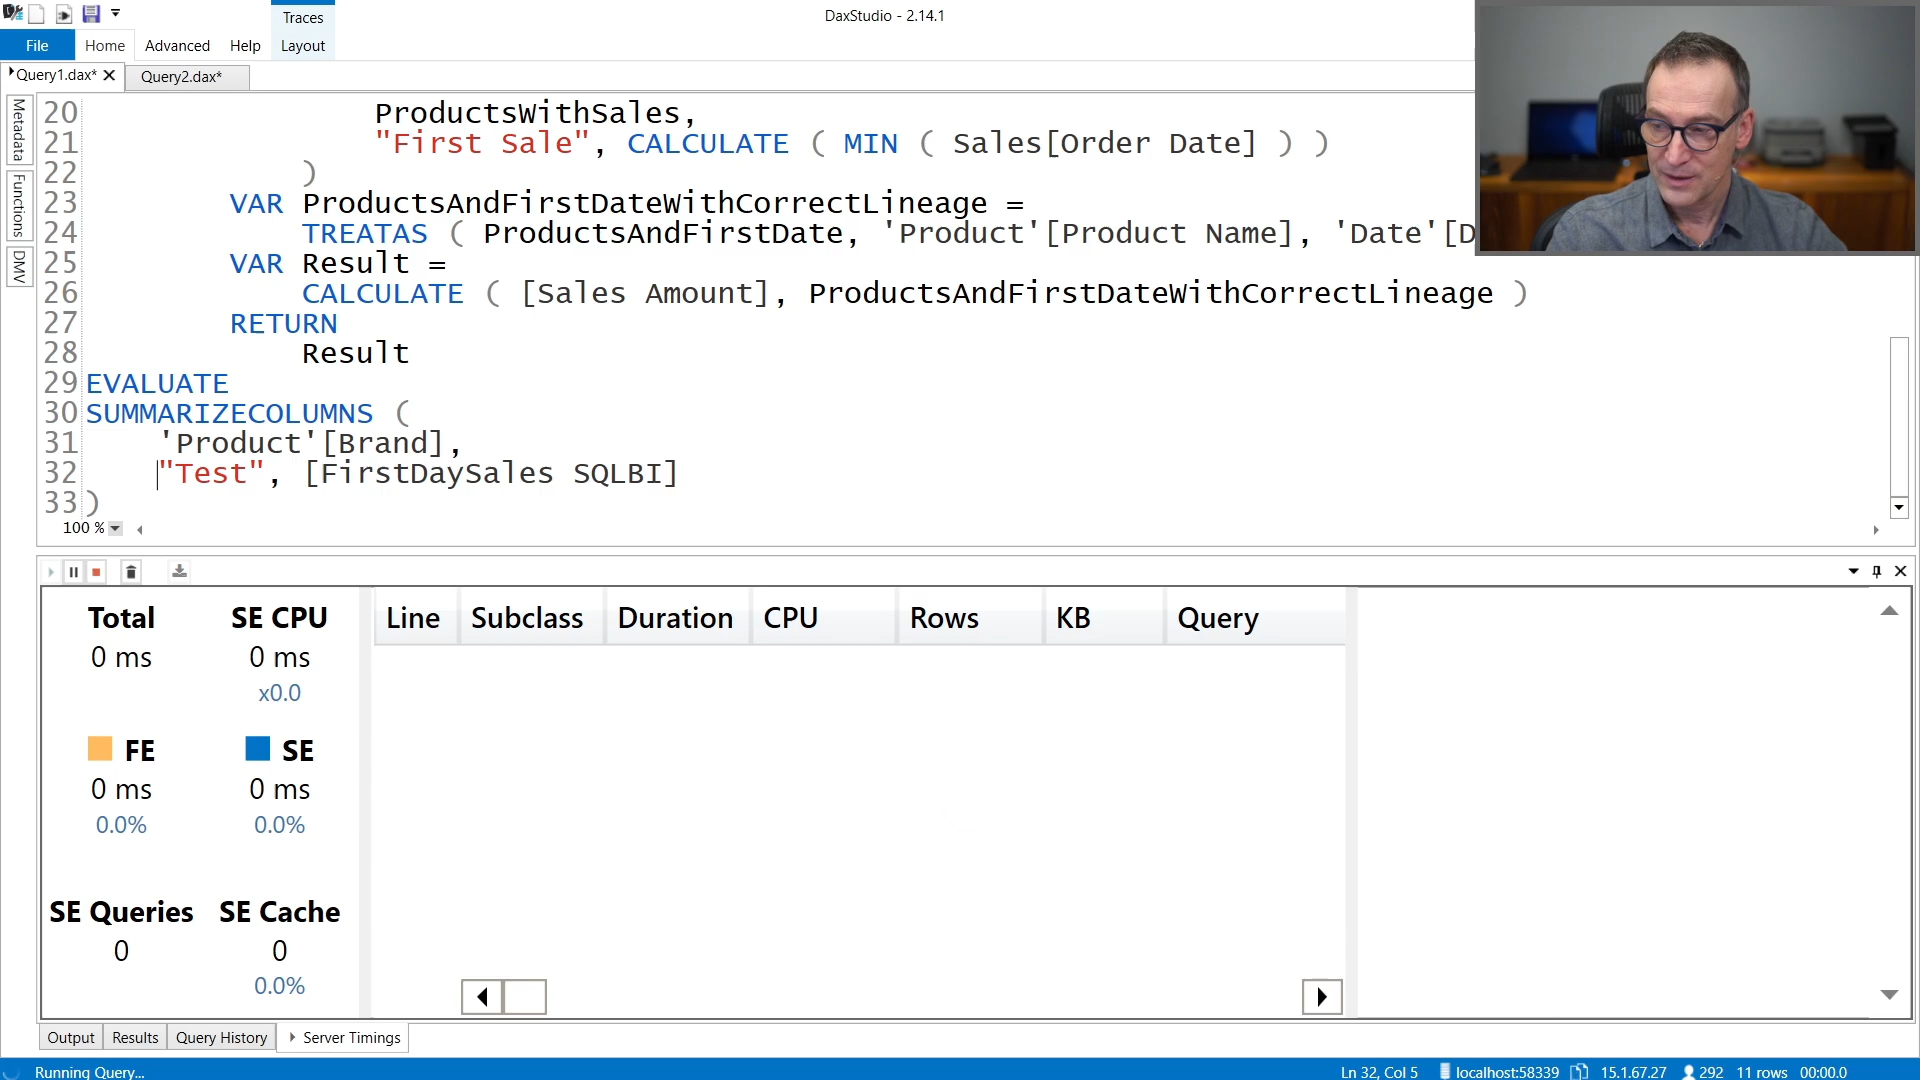 DaxStudio - 2.14.1
Traces
File Home Advanced Help Layout
Query1.dax* Query2.dax*
Metadata
Functions
DMV
20 ProductsWithSales,
21 "First Sale", CALCULATE ( MIN ( Sales[Order Date] ) )
22 )
23 VAR ProductsAndFirstDateWithCorrectLineage =
24 TREATAS ( ProductsAndFirstDate, 'Product'[Product Name], 'Date'[D
25 VAR Result =
26 CALCULATE ( [Sales Amount], ProductsAndFirstDateWithCorrectLineage )
27 RETURN
28 Result
29 EVALUATE
30 SUMMARIZECOLUMNS (
31 'Product'[Brand],
32 "Test", [FirstDaySales SQLBI]
33 )
100 %
Total SE CPU
0 ms 0 ms
x0.0
FE SE
0 ms 0 ms
0.0% 0.0%
SE Queries SE Cache
0 0
0.0%
Line Subclass Duration CPU Rows KB Query
Output Results Query History Server Timings
Running Query... Ln 32, Col 5 localhost:58339 15.1.67.27 292 11 rows 00:00.0